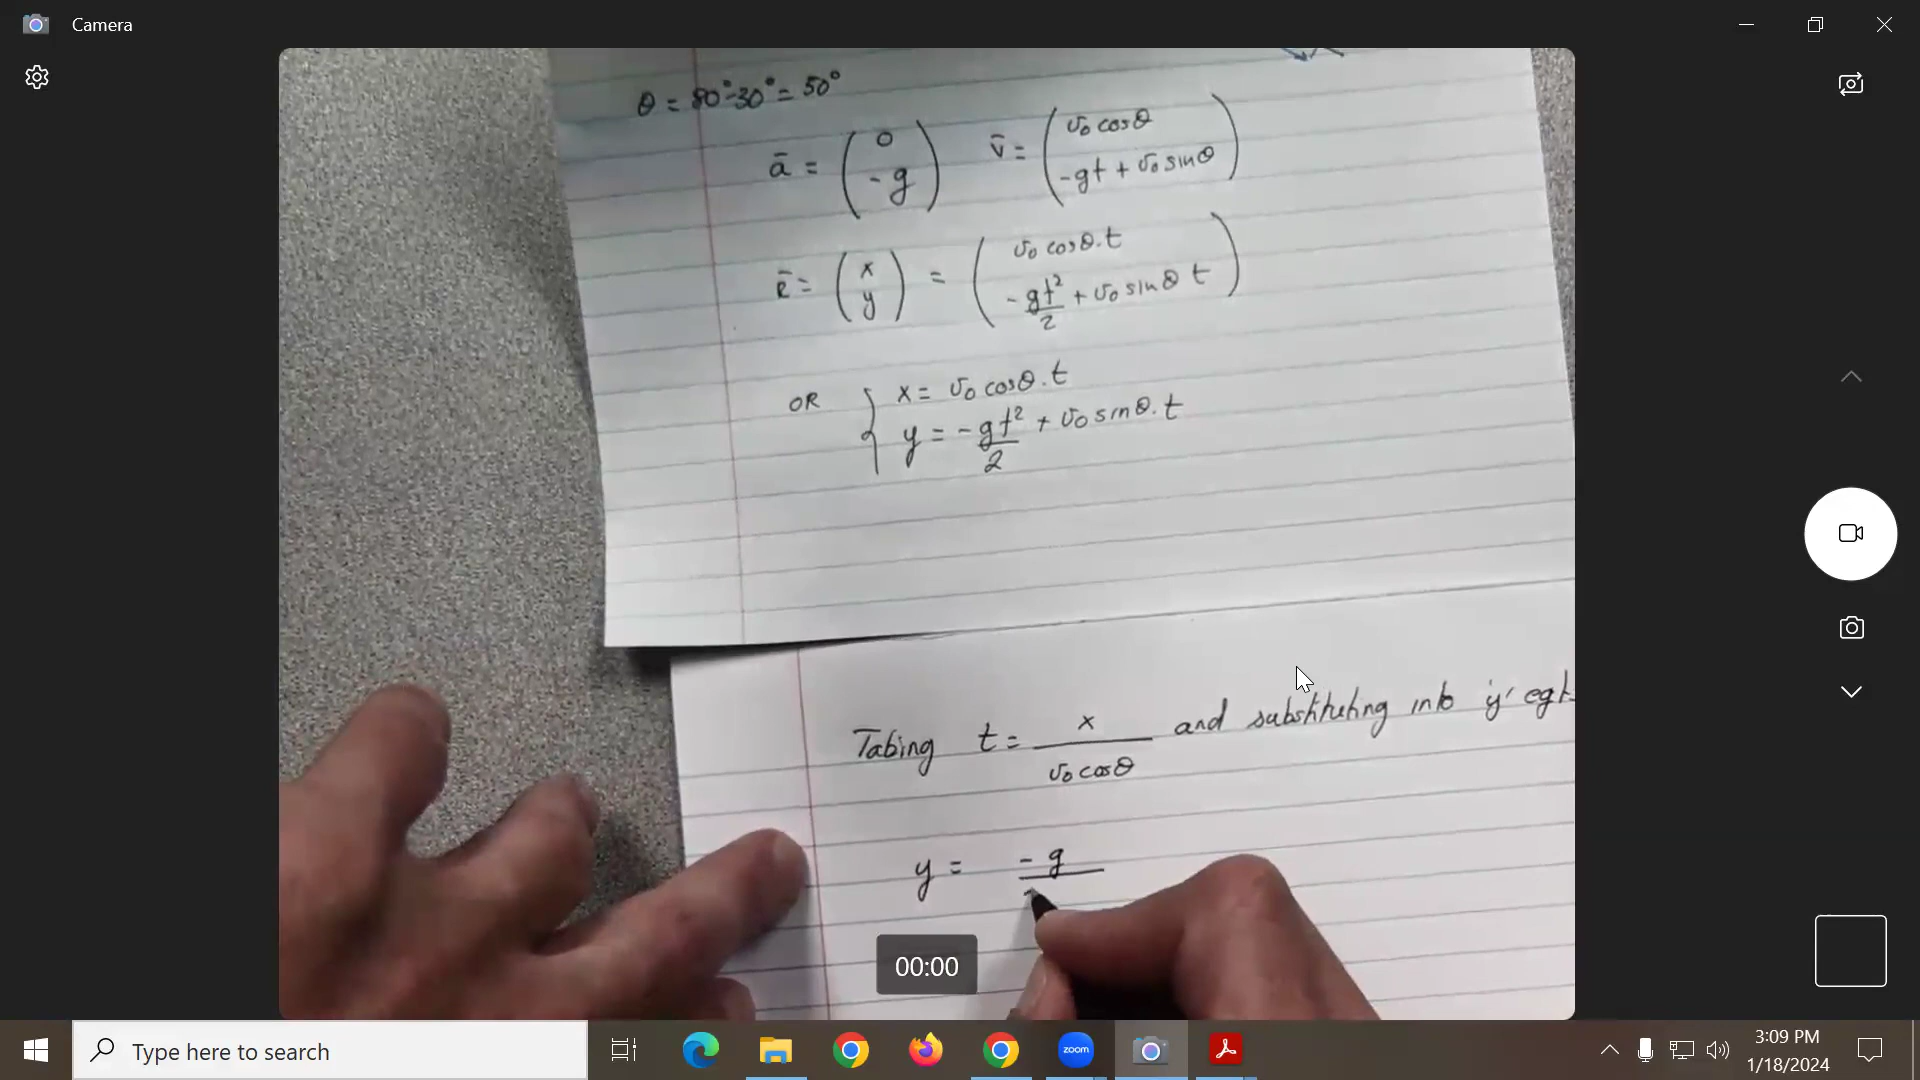 Camera
θ = 80°-30° = 50°
ā = ( 0 -g ) v̄ = ( v₀ cosθ -gt + v₀ sinθ )
r̄ = ( x y ) = ( v₀ cosθ.t -gt²/2 + v₀ sinθ t )
OR { x = v₀ cosθ.t
y = -gt²/2 + v₀ sinθ.t
Taking t = x / v₀ cosθ and substituting into 'y' eqt
y = -g
00:00
Type here to search
zoom
3:09 PM
1/18/2024